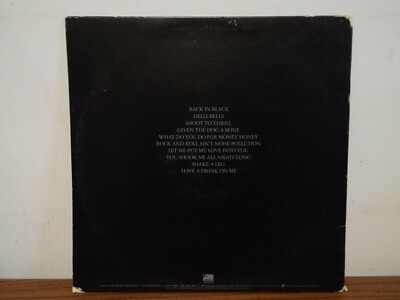 BACK IN BLACK
HELLS BELLS
SHOOT TO THRILL
GIVEN THE DOG A BONE
WHAT DO YOU DO FOR MONEY HONEY
ROCK AND ROLL AIN'T NOISE POLLUTION
LET ME PUT MY LOVE INTO YOU
YOU SHOOK ME ALL NIGHT LONG
SHAKE A LEG
HAVE A DRINK ON ME